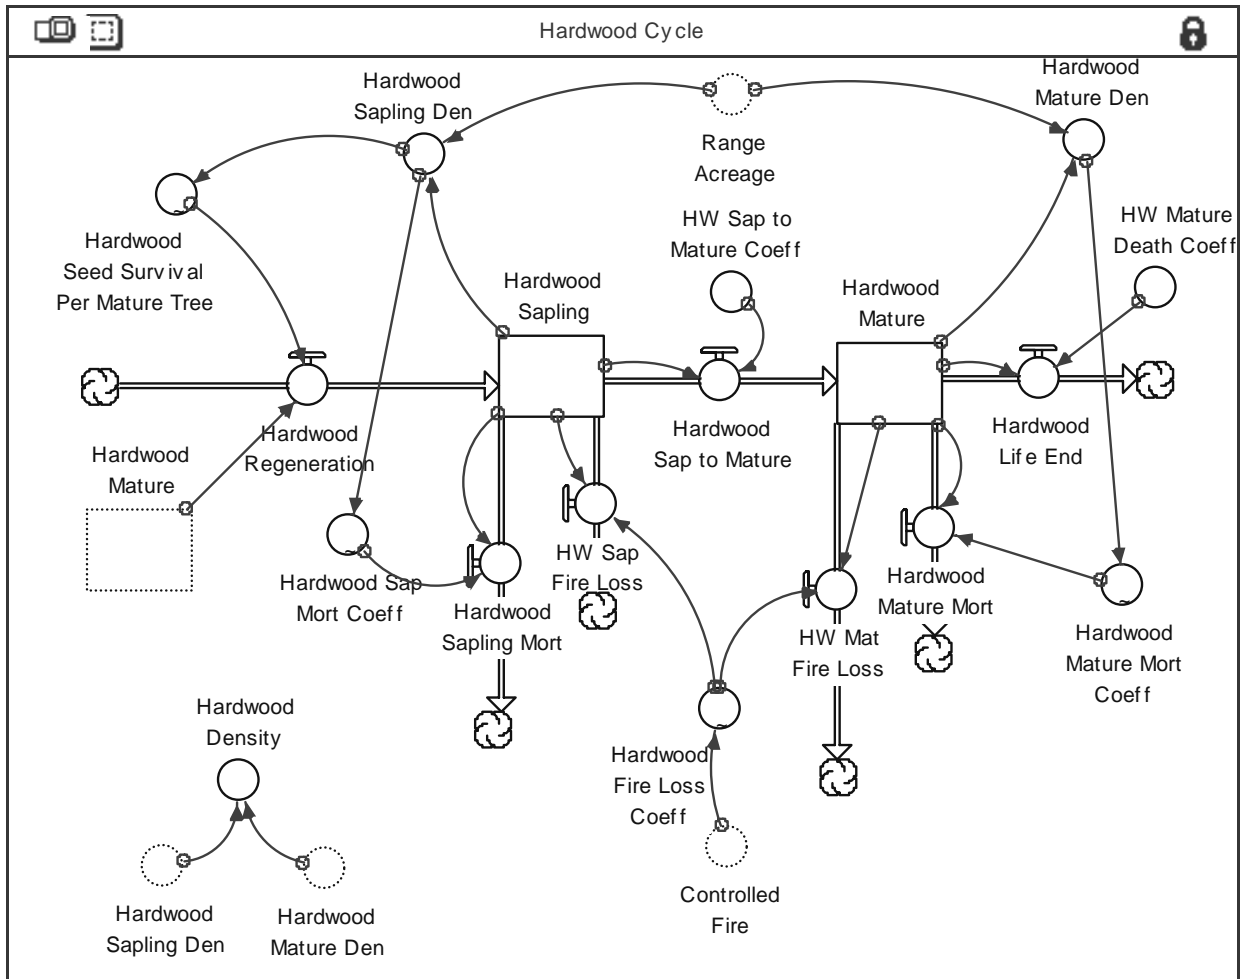 Hardwood Cycle
Hardwood
Sapling Den
Range
Acreage
Hardwood
Mature Den
Hardwood
Seed Survival
Per Mature Tree
HW Sap to
Mature Coeff
HW Mature
Death Coeff
Hardwood
Sapling
Hardwood
Mature
Hardwood
Regeneration
Hardwood
Sap to Mature
Hardwood
Life End
Hardwood
Mature
Hardwood Sap
Mort Coeff
HW Sap
Fire Loss
Hardwood
Sapling Mort
Hardwood
Mature Mort
HW Mat
Fire Loss
Hardwood
Mature Mort
Coeff
Hardwood
Density
Hardwood
Fire Loss
Coeff
Hardwood
Sapling Den
Hardwood
Mature Den
Controlled
Fire